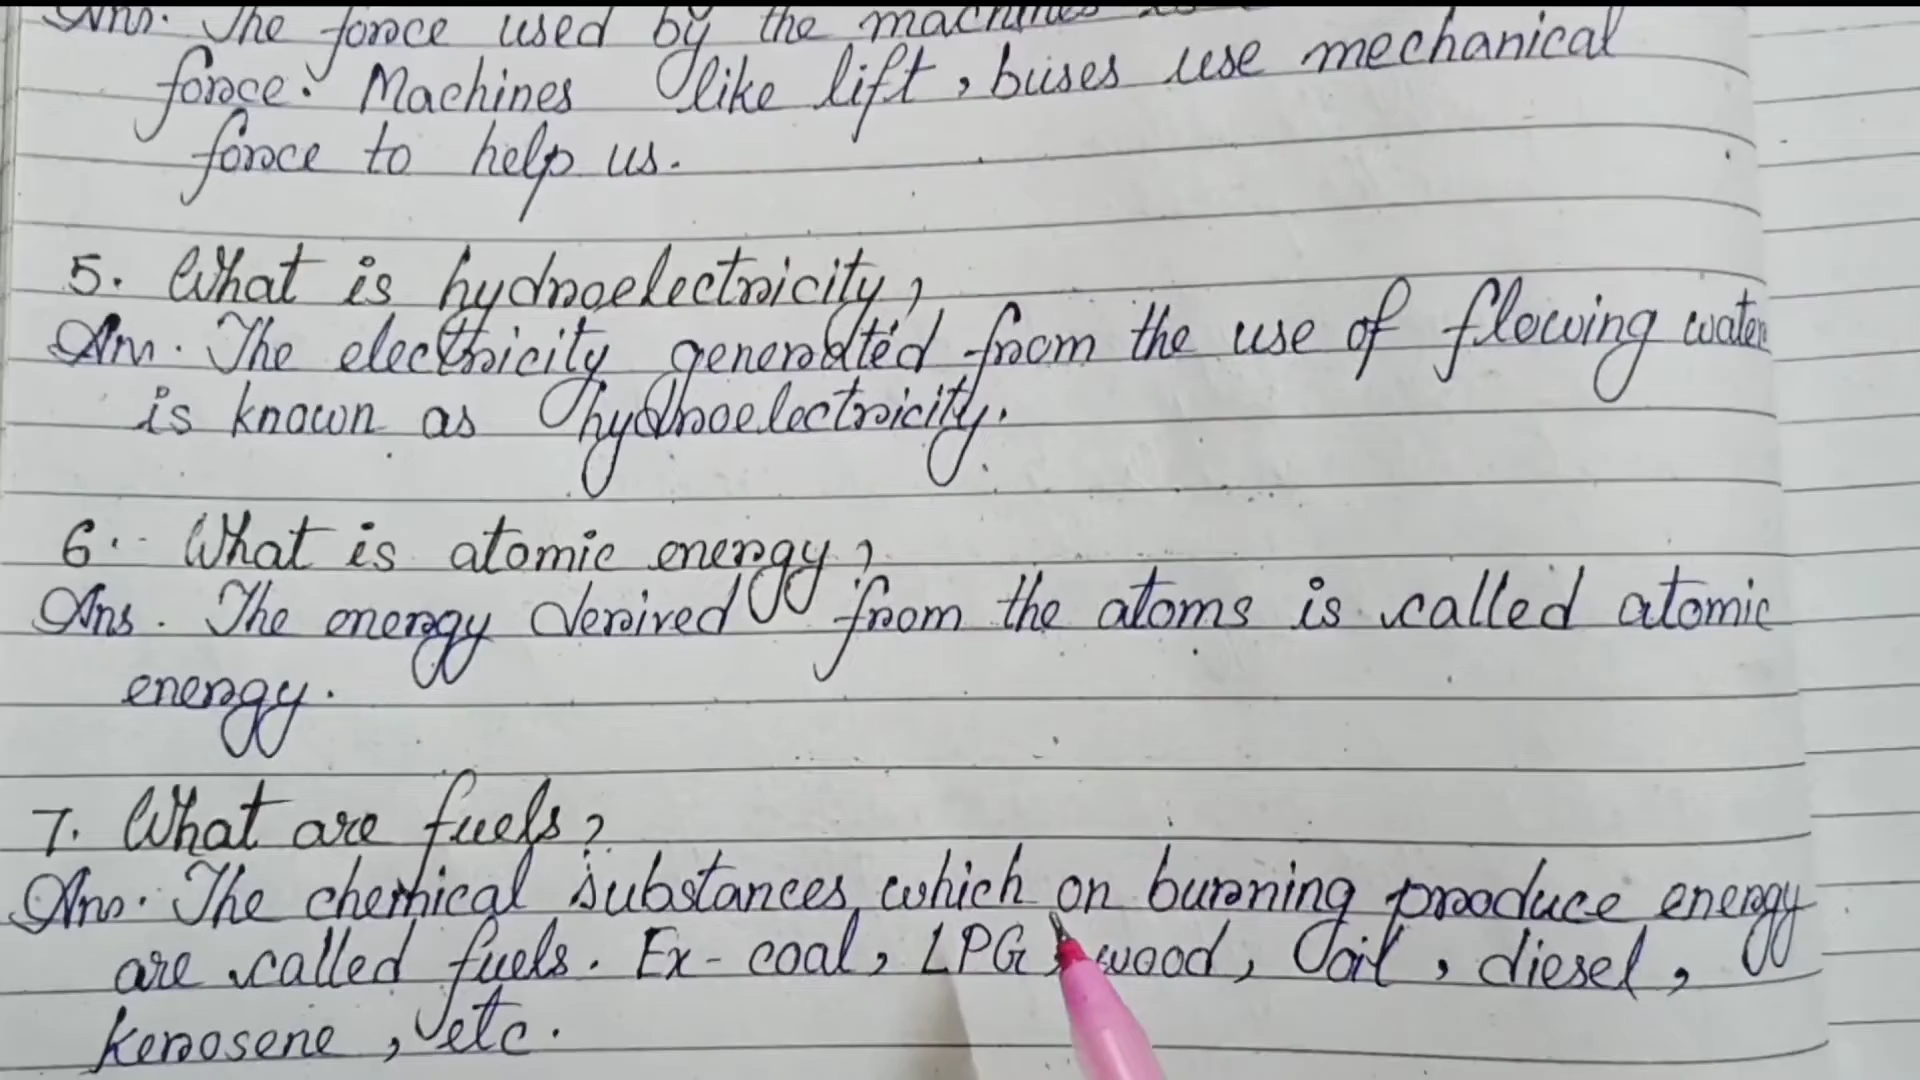 Ans. The force used by the machines
force. Machines like lift, buses use mechanical
force to help us.
5. What is hydroelectricity?
Ans. The electricity generated from the use of flowing water
is known as hydroelectricity.
6. What is atomic energy?
Ans. The energy derived from the atoms is called atomic
energy.
7. What are fuels?
Ans. The chemical substances which on burning produce energy
are called fuels. Ex- coal, LPG, wood, oil, diesel,
kerosene, etc.